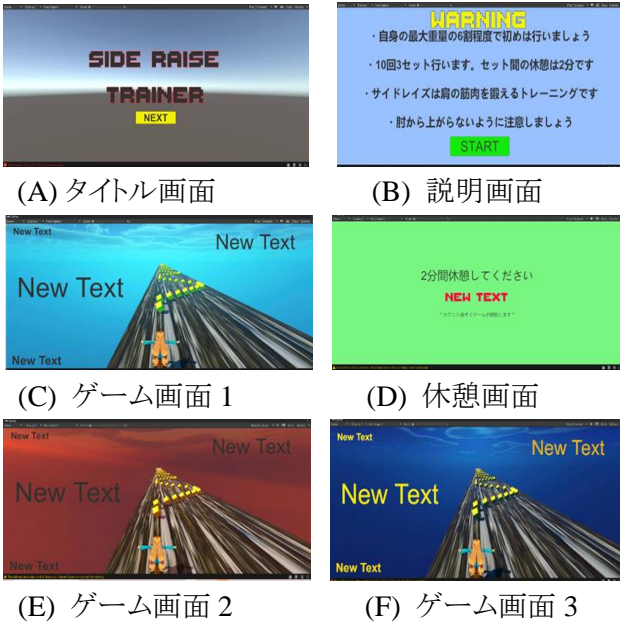 SIDE RAISE
TRAINER
NEXT
(A) タイトル画面
WARNING
・自身の最大重量の6割程度で初めは行いましょう
・10回3セット行います。セット間の休憩は2分です
・サイドレイズは肩の筋肉を鍛えるトレーニングです
・肘から上がらないように注意しましょう
START
(B) 説明画面
New Text
New Text
New Text
New Text
(C) ゲーム画面 1
2分間休憩してください
NEW TEXT
(D) 休憩画面
New Text
New Text
New Text
New Text
(E) ゲーム画面 2
New Text
New Text
New Text
New Text
(F) ゲーム画面 3